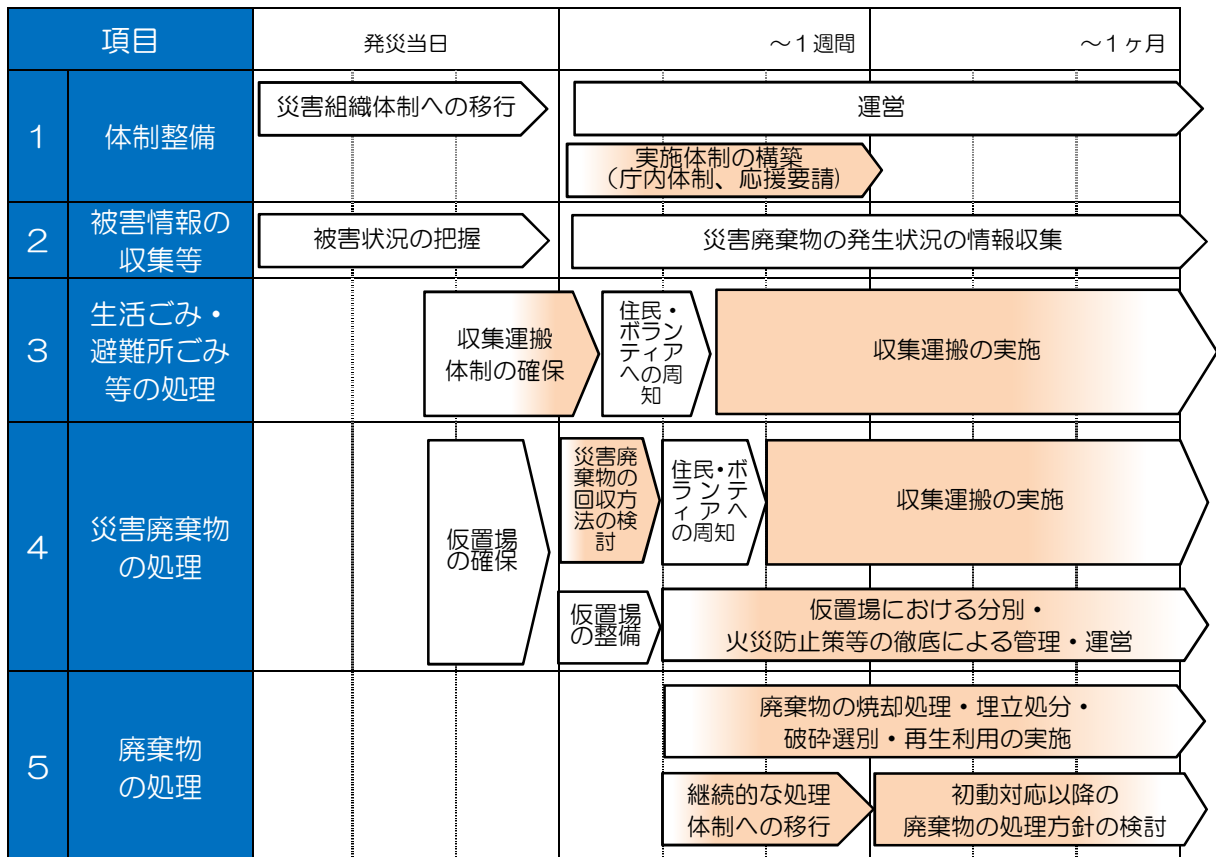 項目
発災当日
～1週間
～1ヶ月
1
体制整備
災害組織体制への移行
運営
実施体制の構築
（庁内体制、応援要請）
2
被害情報の
収集等
被害状況の把握
災害廃棄物の発生状況の情報収集
3
生活ごみ・
避難所ごみ
等の処理
収集運搬
体制の確保
住民・
ボラン
ティア
への周
知
収集運搬の実施
4
災害廃棄物
の処理
仮置場
の確保
災害廃
棄物の
回収方
法の検
討
住民・ボ
ランテ
ィアへ
の周知
収集運搬の実施
仮置場
の整備
仮置場における分別・
火災防止策等の徹底による管理・運営
5
廃棄物
の処理
廃棄物の焼却処理・埋立処分・
破砕選別・再生利用の実施
継続的な処理
体制への移行
初動対応以降の
廃棄物の処理方針の検討